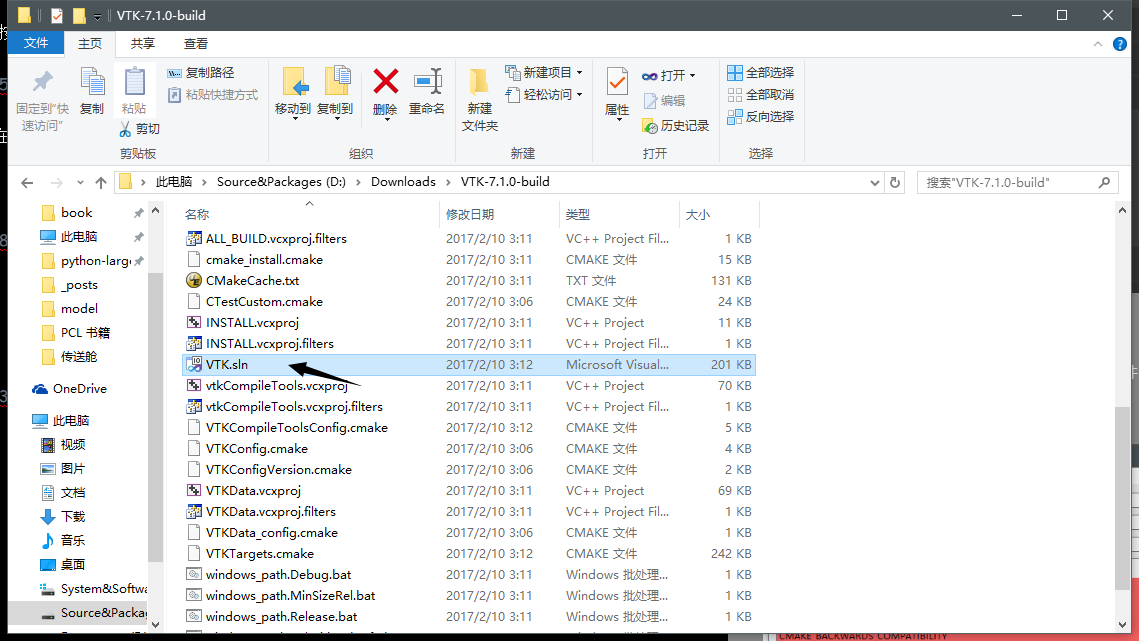 VTK-7.1.0-build
文件 主页 共享 查看
固定到"快速访问"
复制
粘贴
复制路径
粘贴快捷方式
剪切
移动到 复制到 删除 重命名
新建
文件夹
新建项目
轻松访问
属性
打开
编辑
历史记录
全部选择
全部取消
反向选择
剪贴板 组织 新建 打开 选择
此电脑 Source&Packages (D:) Downloads VTK-7.1.0-build
搜索"VTK-7.1.0-build"
book
此电脑
python-large
_posts
model
PCL 书籍
传送舱
OneDrive
此电脑
视频
图片
文档
下载
音乐
桌面
System&Softwa
Source&Packag
名称 修改日期 类型 大小
ALL_BUILD.vcxproj.filters 2017/2/10 3:11 VC++ Project Fil... 1 KB
cmake_install.cmake 2017/2/10 3:11 CMAKE 文件 15 KB
CMakeCache.txt 2017/2/10 3:11 TXT 文件 131 KB
CTestCustom.cmake 2017/2/10 3:06 CMAKE 文件 24 KB
INSTALL.vcxproj 2017/2/10 3:11 VC++ Project 11 KB
INSTALL.vcxproj.filters 2017/2/10 3:11 VC++ Project Fil... 1 KB
VTK.sln 2017/2/10 3:12 Microsoft Visual... 201 KB
vtkCompileTools.vcxproj 2017/2/10 3:11 VC++ Project 70 KB
vtkCompileTools.vcxproj.filters 2017/2/10 3:11 VC++ Project Fil... 1 KB
VTKCompileToolsConfig.cmake 2017/2/10 3:12 CMAKE 文件 5 KB
VTKConfig.cmake 2017/2/10 3:06 CMAKE 文件 4 KB
VTKConfigVersion.cmake 2017/2/10 3:06 CMAKE 文件 2 KB
VTKData.vcxproj 2017/2/10 3:11 VC++ Project 69 KB
VTKData.vcxproj.filters 2017/2/10 3:11 VC++ Project Fil... 1 KB
VTKData_config.cmake 2017/2/10 3:06 CMAKE 文件 1 KB
VTKTargets.cmake 2017/2/10 3:12 CMAKE 文件 242 KB
windows_path.Debug.bat 2017/2/10 3:11 Windows 批处理... 1 KB
windows_path.MinSizeRel.bat 2017/2/10 3:11 Windows 批处理... 1 KB
windows_path.Release.bat 2017/2/10 3:11 Windows 批处理... 1 KB
CMAKE BACKWARDS COMPATIBILITY